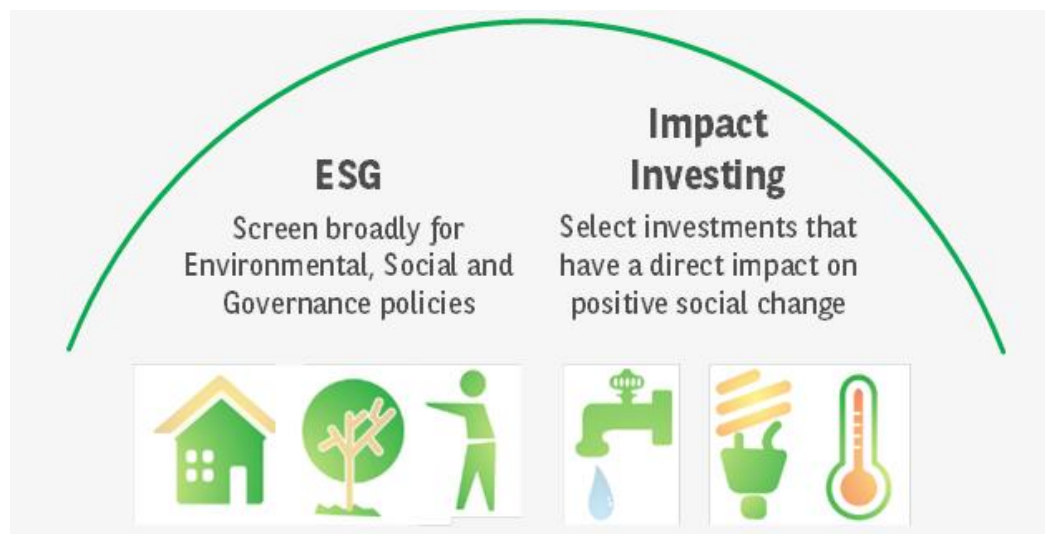 ESG
Screen broadly for
Environmental, Social and
Governance policies
Impact
Investing
Select investments that
have a direct impact on
positive social change